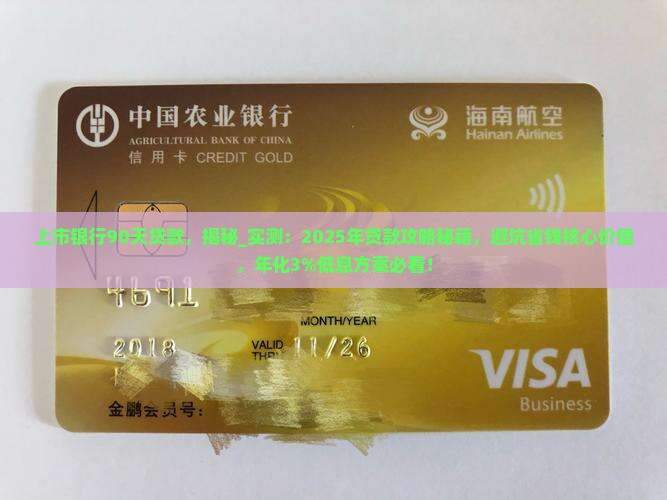 中国农业银行
AGRICULTURAL BANK OF CHINA
信用卡 CREDIT GOLD
海南航空
Hainan Airlines
上市银行90天贷款，揭秘_实测：2025年贷款攻略秘籍，避坑省钱核心价值
，年化3%低息方案必看！
4691
MONTH/YEAR
2018
VALID
THRU 11/26
VISA
Business
金鹏会员号：